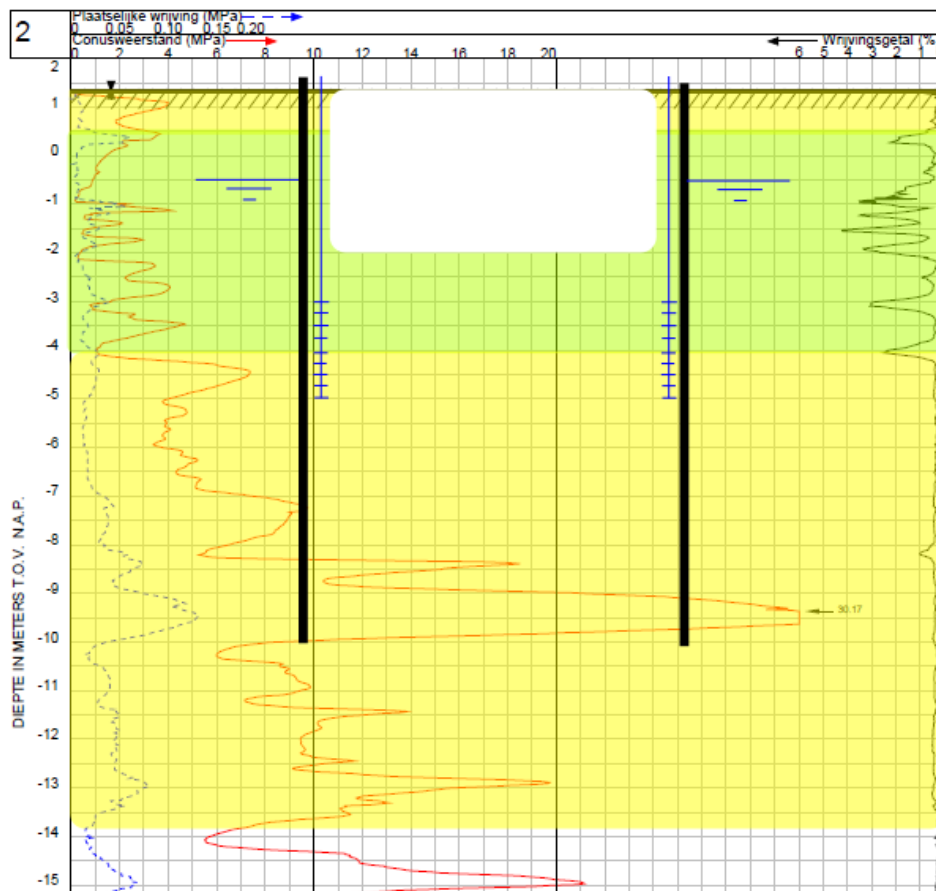 2
Plaatselijke wrijving (MPa)
0 0.05 0.10 0.15 0.20
Conusweerstand (MPa)
Wrijvingsgetal (%
2 4 6 8 10 12 14 16 18 20
6 5 4 3 2 1
2
1
0
-1
-2
-3
-4
-5
-6
-7
-8
-9
30.17
-10
-11
-12
-13
-14
-15
DIEPTE IN METERS T.O.V. N.A.P.